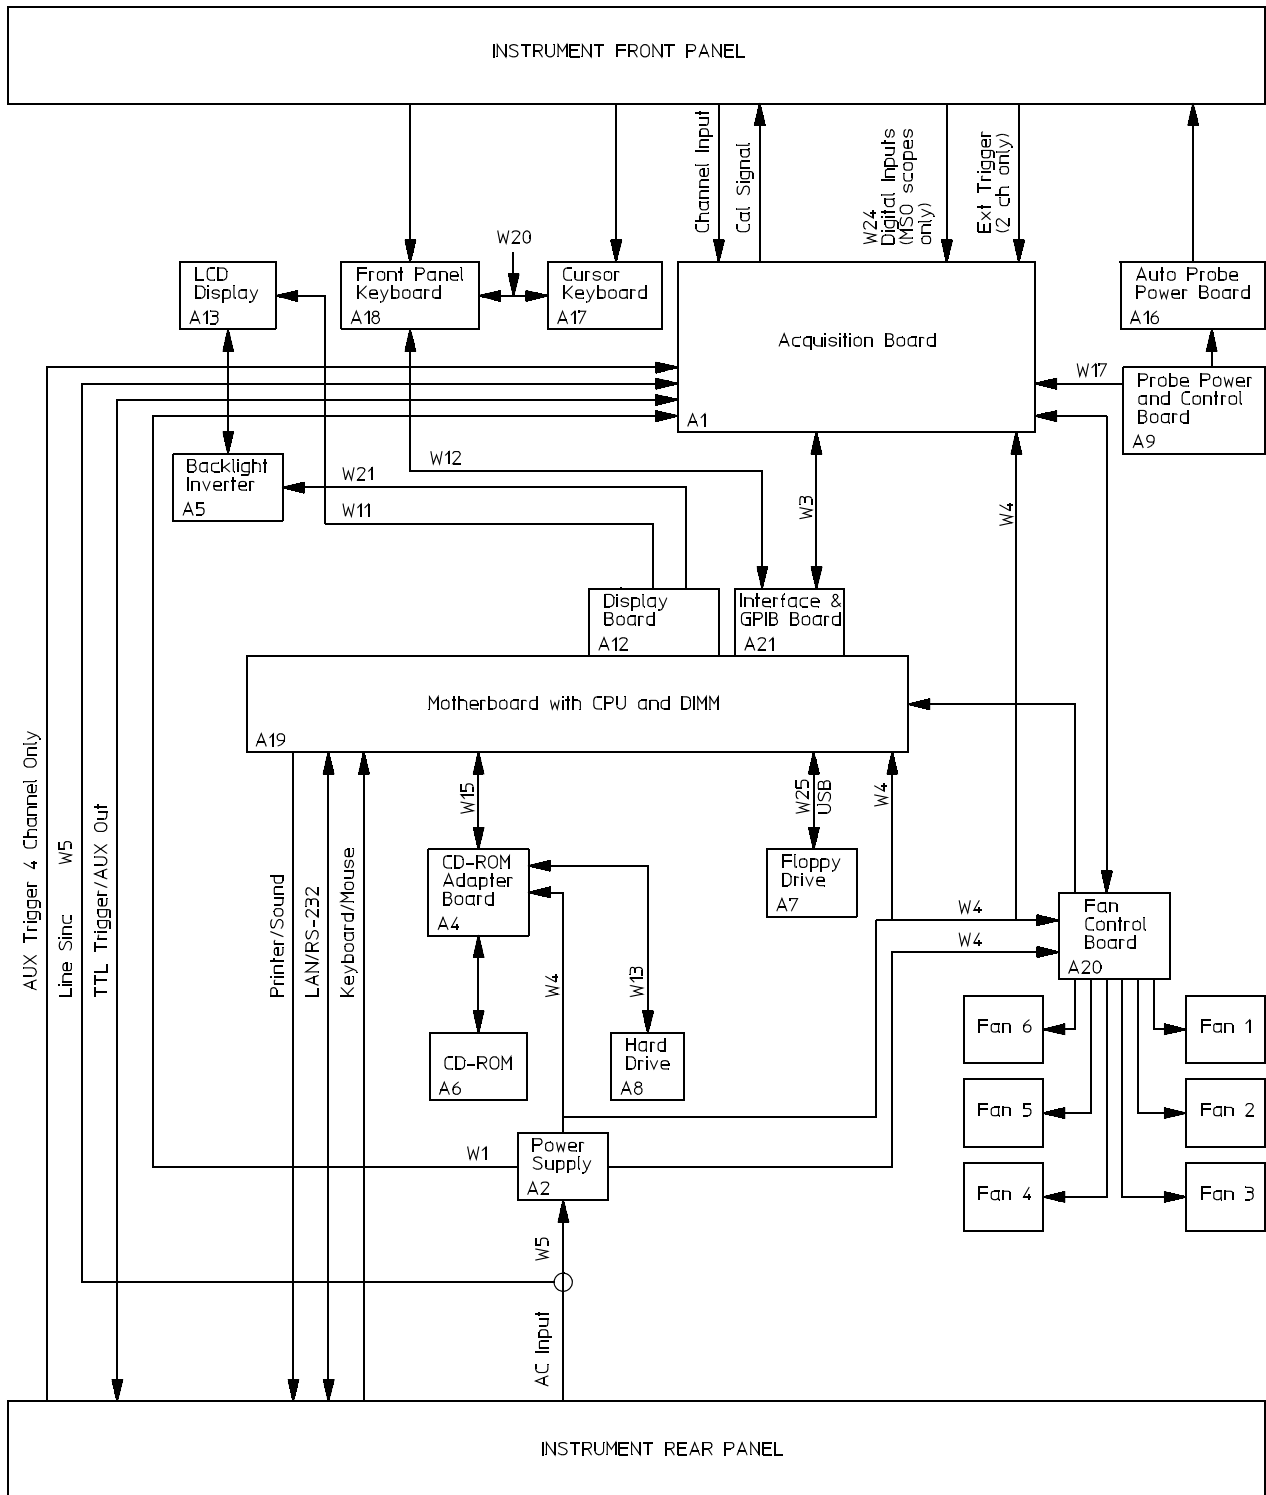 INSTRUMENT FRONT PANEL
Channel Input
Cal Signal
W24
Digital Inputs
(MSO scopes
only)
Ext Trigger
(2 ch only)
W20
LCD
Display
A13
Front Panel
Keyboard
A18
Cursor
Keyboard
A17
Acquisition Board
A1
Auto Probe
Power Board
A16
W17
Probe Power
and Control
Board
A9
Backlight
Inverter
A5
W12
W21
W11
W3
W4
Display
Board
A12
Interface &
GPIB Board
A21
Motherboard with CPU and DIMM
A19
AUX Trigger 4 Channel Only
Line Sinc W5
TTL Trigger/AUX Out
Printer/Sound
LAN/RS-232
Keyboard/Mouse
W15
W25
USB
W4
CD-ROM
Adapter
Board
A4
Floppy
Drive
A7
W4
W4
Fan
Control
Board
A20
W4
W13
CD-ROM
A6
Hard
Drive
A8
Fan 6
Fan 1
Fan 5
Fan 2
Fan 4
Fan 3
W1
Power
Supply
A2
W5
AC Input
INSTRUMENT REAR PANEL